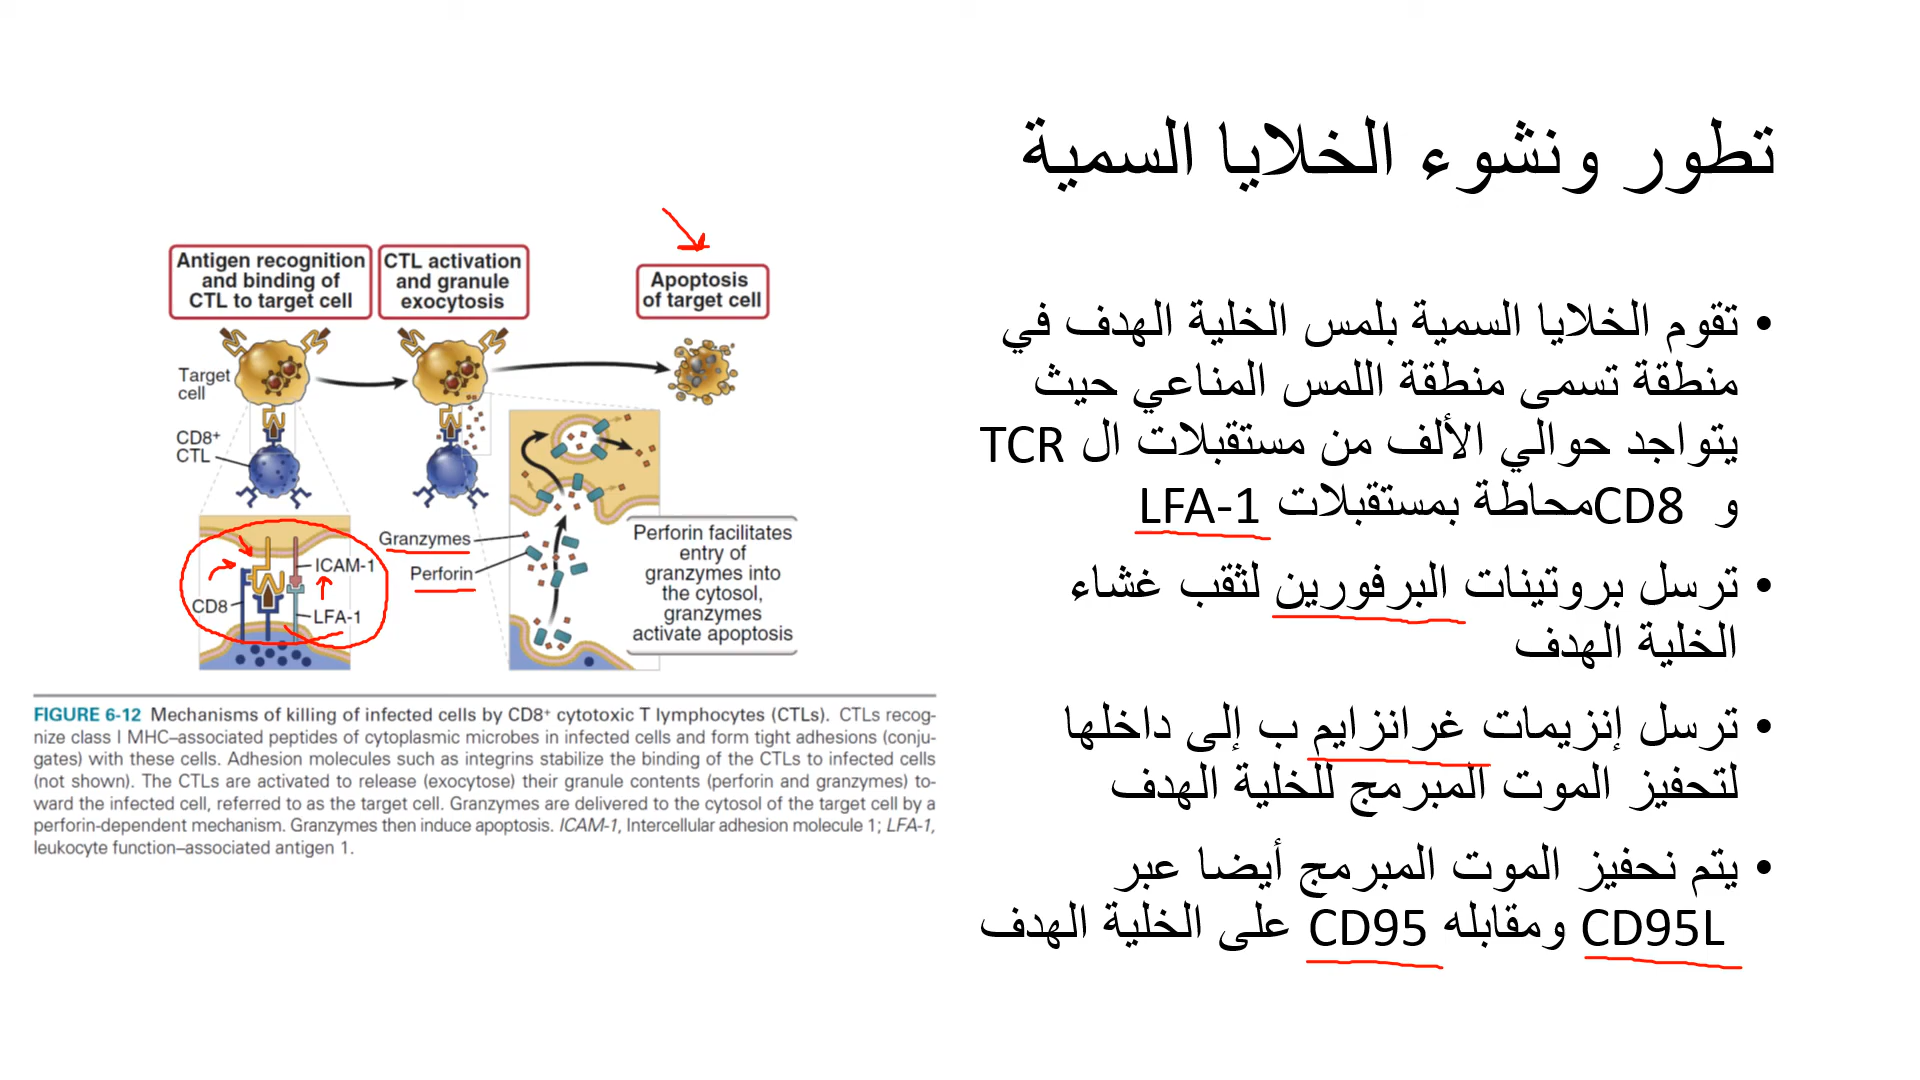 تطور ونشوء الخلايا السمية
• تقوم الخلايا السمية بلمس الخلية الهدف في
منطقة تسمى منطقة اللمس المناعي حيث
يتواجد حوالي الألف من مستقبلات ال TCR
و CD8محاطة بمستقبلات LFA-1
• ترسل بروتينات البرفورين لثقب غشاء
الخلية الهدف
• ترسل إنزيمات غرانزايم ب إلى داخلها
لتحفيز الموت المبرمج للخلية الهدف
• يتم نحفيز الموت المبرمج أيضا عبر
CD95L ومقابله CD95 على الخلية الهدف
Antigen recognition
and binding of
CTL to target cell
CTL activation
and granule
exocytosis
Apoptosis
of target cell
Target
cell
CD8+
CTL
Granzymes
Perforin
ICAM-1
CD8
LFA-1
Perforin facilitates
entry of
granzymes into
the cytosol,
granzymes
activate apoptosis
FIGURE 6-12 Mechanisms of killing of infected cells by CD8+ cytotoxic T lymphocytes (CTLs). CTLs recog-
nize class I MHC–associated peptides of cytoplasmic microbes in infected cells and form tight adhesions (conju-
gates) with these cells. Adhesion molecules such as integrins stabilize the binding of the CTLs to infected cells
(not shown). The CTLs are activated to release (exocytose) their granule contents (perforin and granzymes) to-
ward the infected cell, referred to as the target cell. Granzymes are delivered to the cytosol of the target cell by a
perforin-dependent mechanism. Granzymes then induce apoptosis. ICAM-1, Intercellular adhesion molecule 1; LFA-1,
leukocyte function–associated antigen 1.